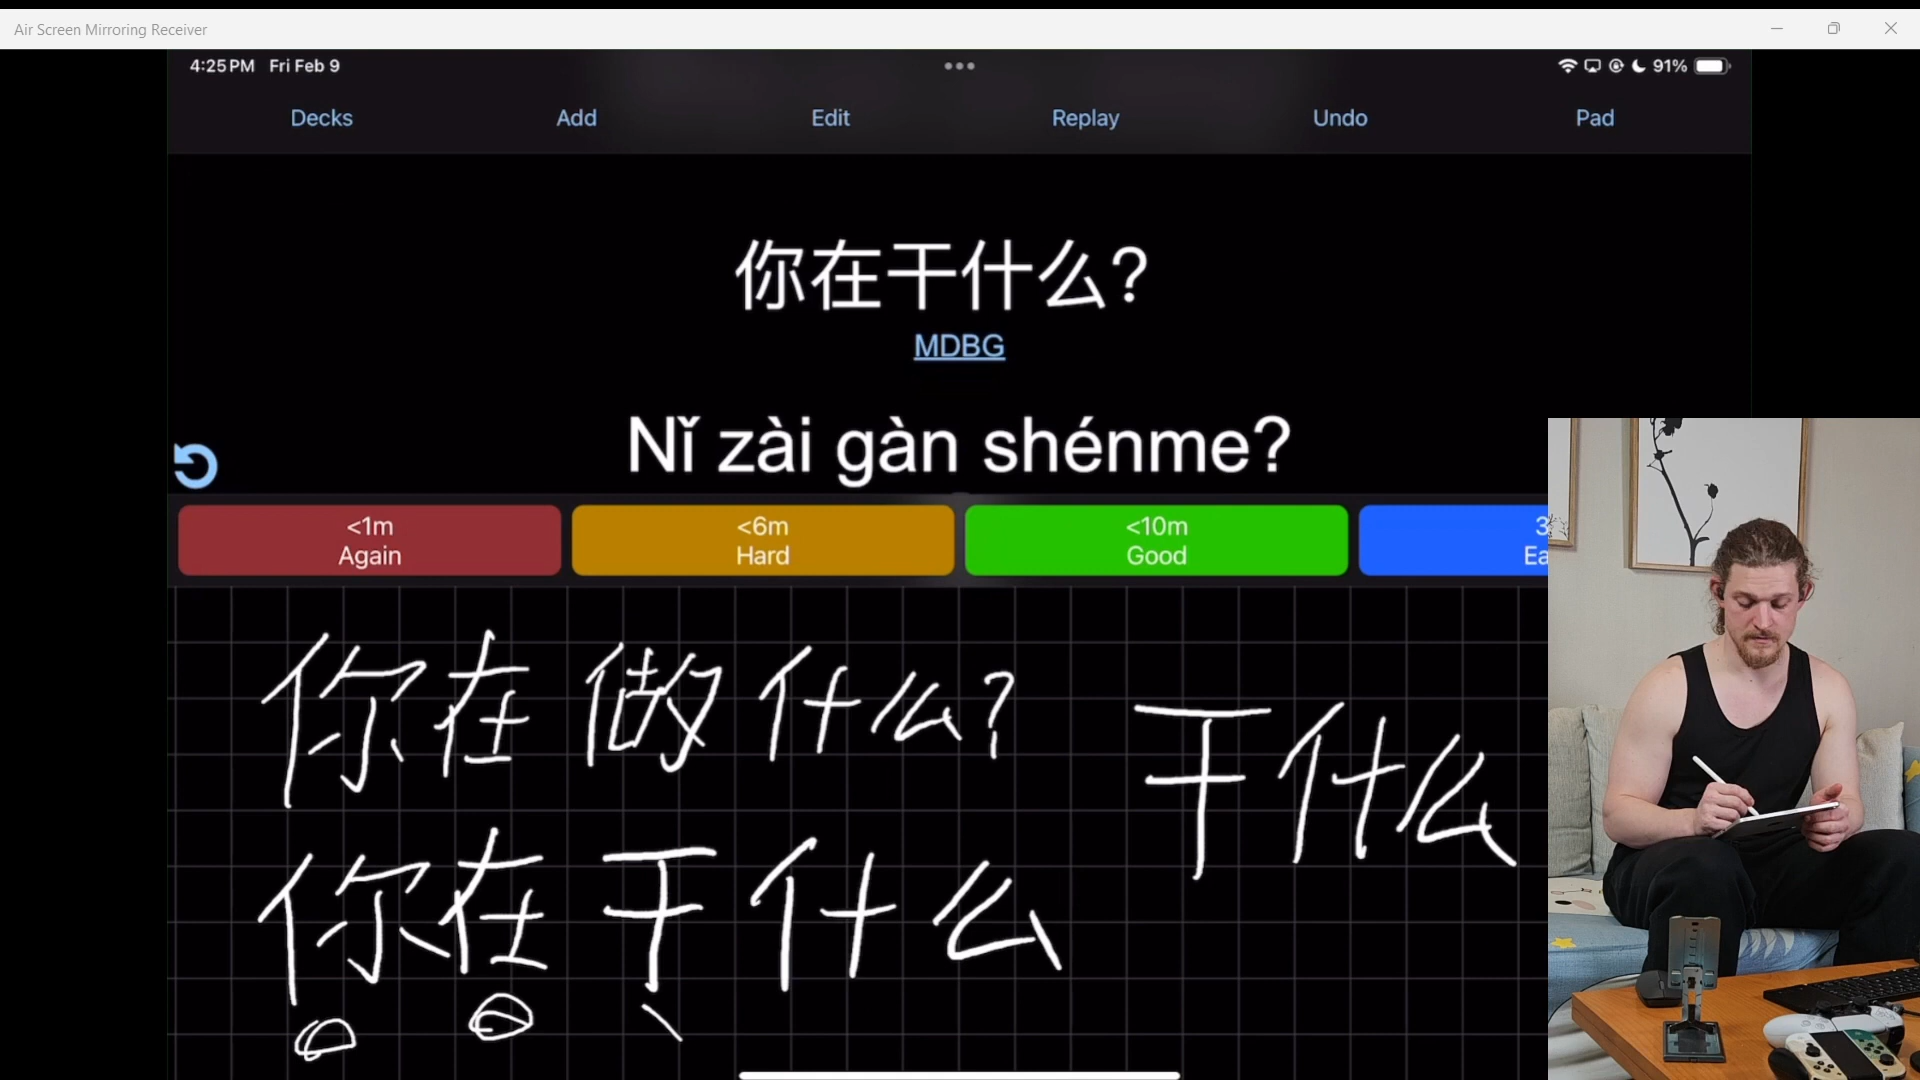 Air Screen Mirroring Receiver
4:25 PM Fri Feb 9
91%
Decks Add Edit Replay Undo Pad
你在干什么?
MDBG
Nǐ zài gàn shénme?
<1m <6m <10m 3
Again Hard Good Ea
你在做什么?
干什么
你在干什么